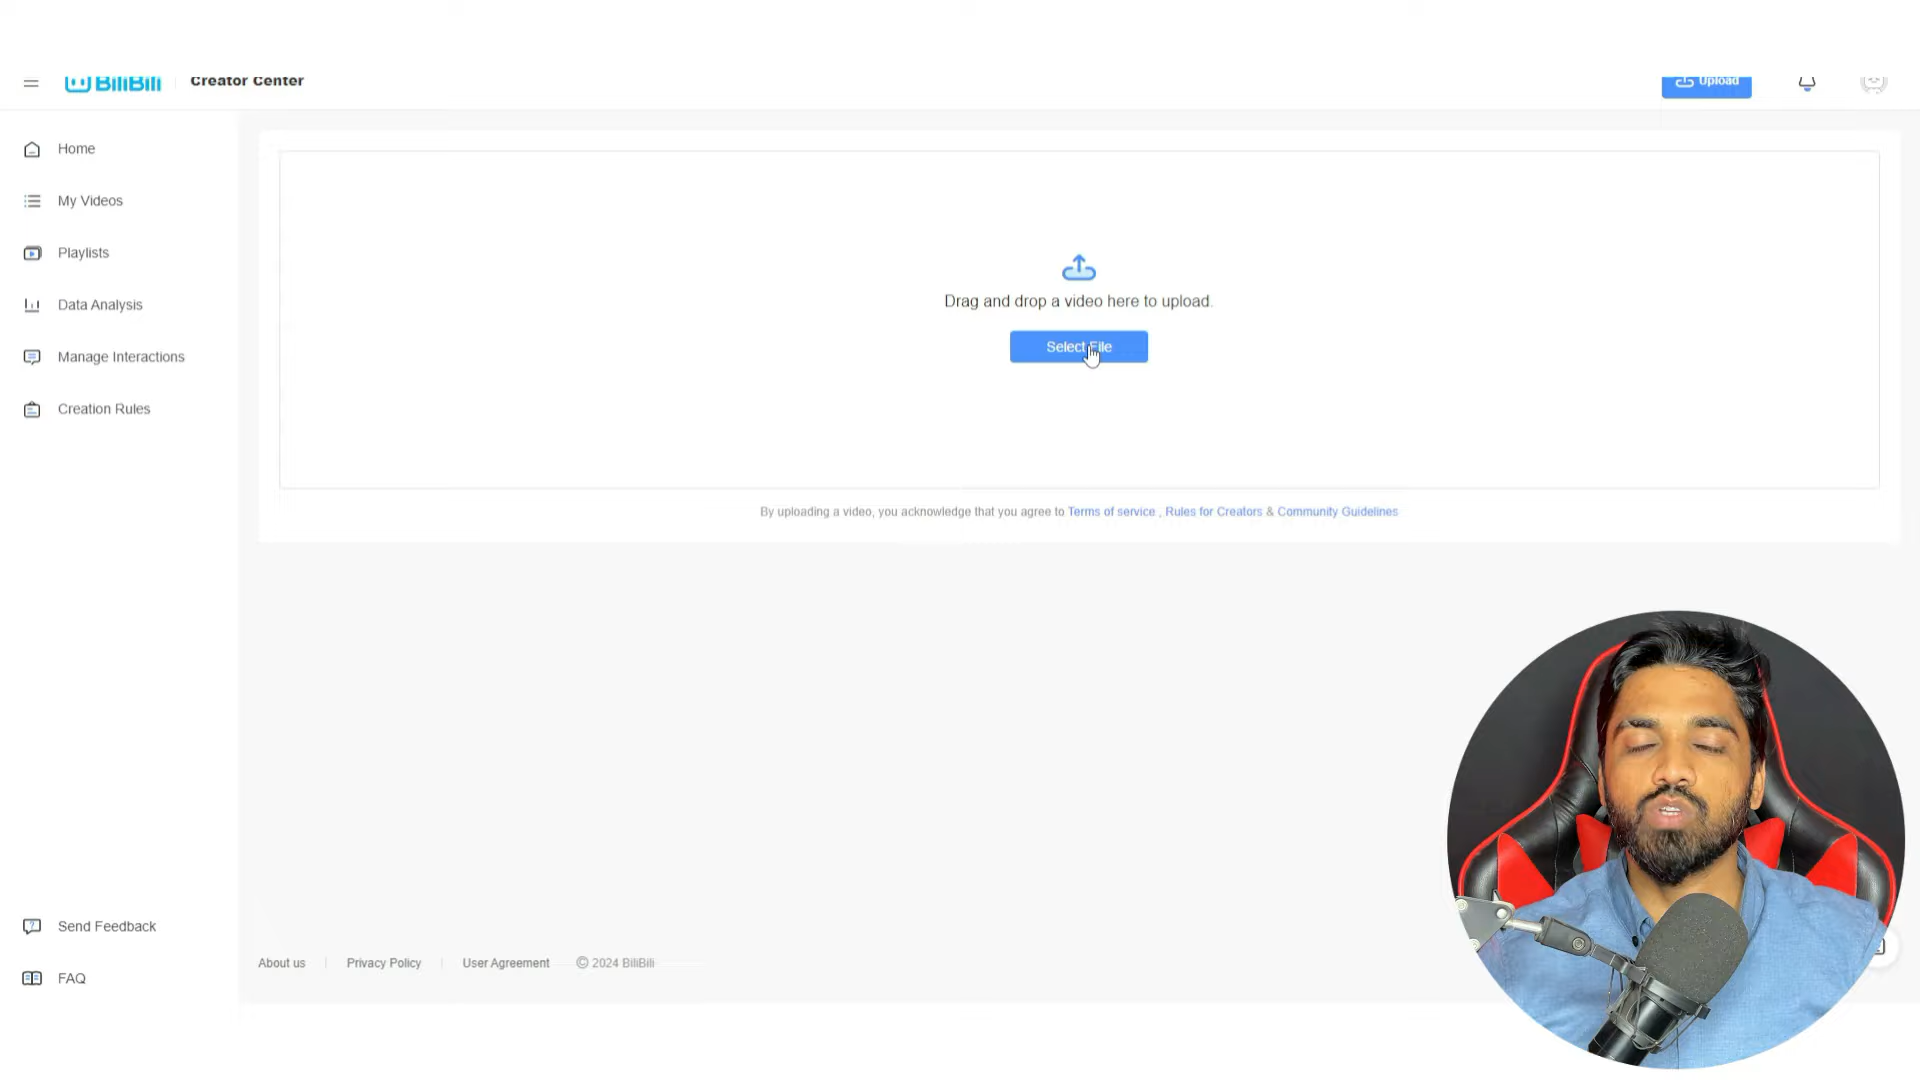 BiliBili
Creator Center
Upload
Home
My Videos
Playlists
Data Analysis
Manage Interactions
Creation Rules
Drag and drop a video here to upload.
Select File
By uploading a video, you acknowledge that you agree to Terms of service , Rules for Creators & Community Guidelines
Send Feedback
FAQ
About us
Privacy Policy
User Agreement
© 2024 BiliBili